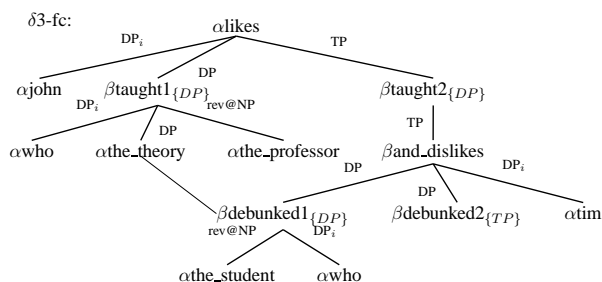 δ3-fc:
αlikes
DP_i DP TP
αjohn βtaught1_{DP} βtaught2_{DP}
DP_i DP rev@NP TP
αwho αthe_theory αthe_professor βand_dislikes
DP DP DP_i
βdebunked1_{DP} βdebunked2_{TP} αtim
rev@NP DP_i
αthe_student αwho